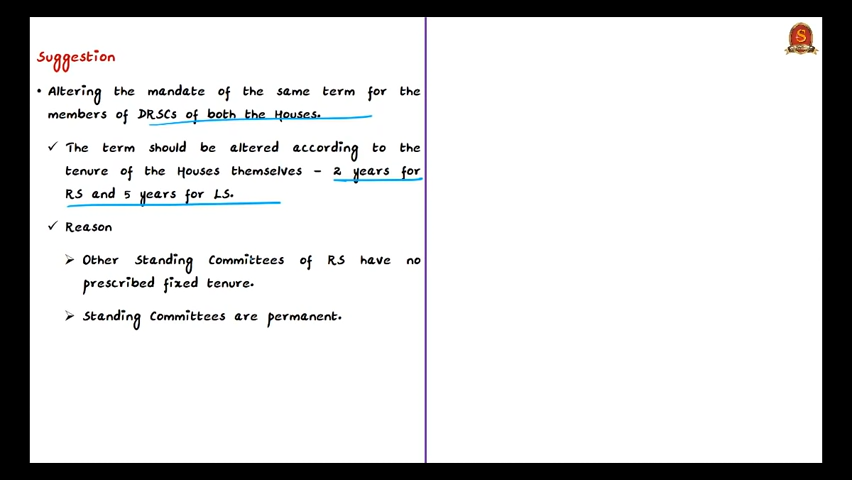 Suggestion
• Altering the mandate of the same term for the
members of DRSCs of both the Houses.
✓ The term should be altered according to the
tenure of the Houses themselves – 2 years for
RS and 5 years for LS.
✓ Reason
➢ Other Standing Committees of RS have no
prescribed fixed tenure.
➢ Standing Committees are permanent.
S